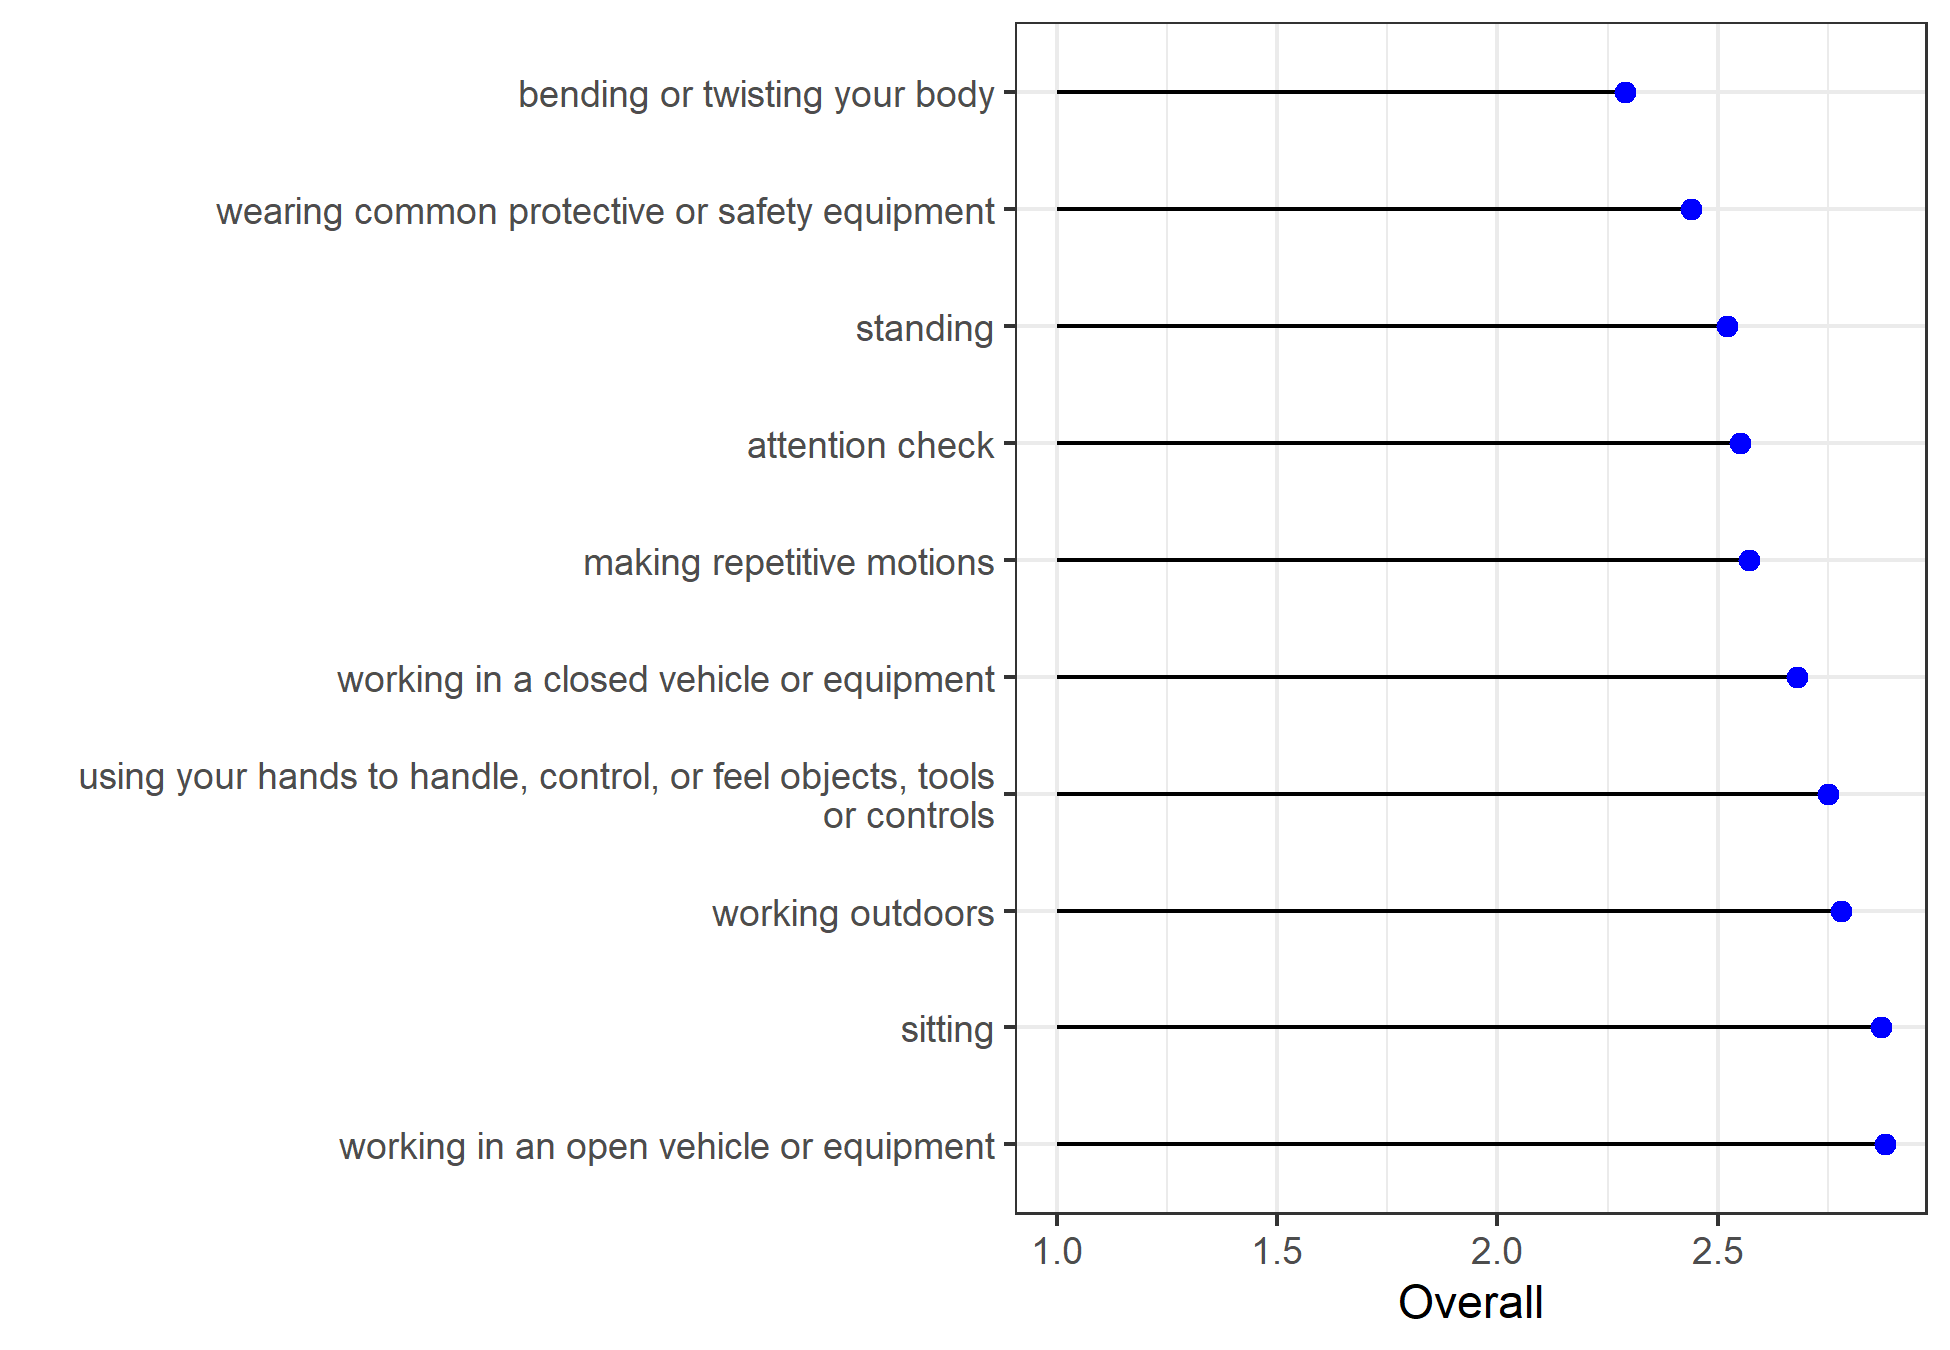 bending or twisting your body
wearing common protective or safety equipment
standing
attention check
making repetitive motions
working in a closed vehicle or equipment
using your hands to handle, control, or feel objects, tools
or controls
working outdoors
sitting
working in an open vehicle or equipment
1.0 1.5 2.0 2.5
Overall